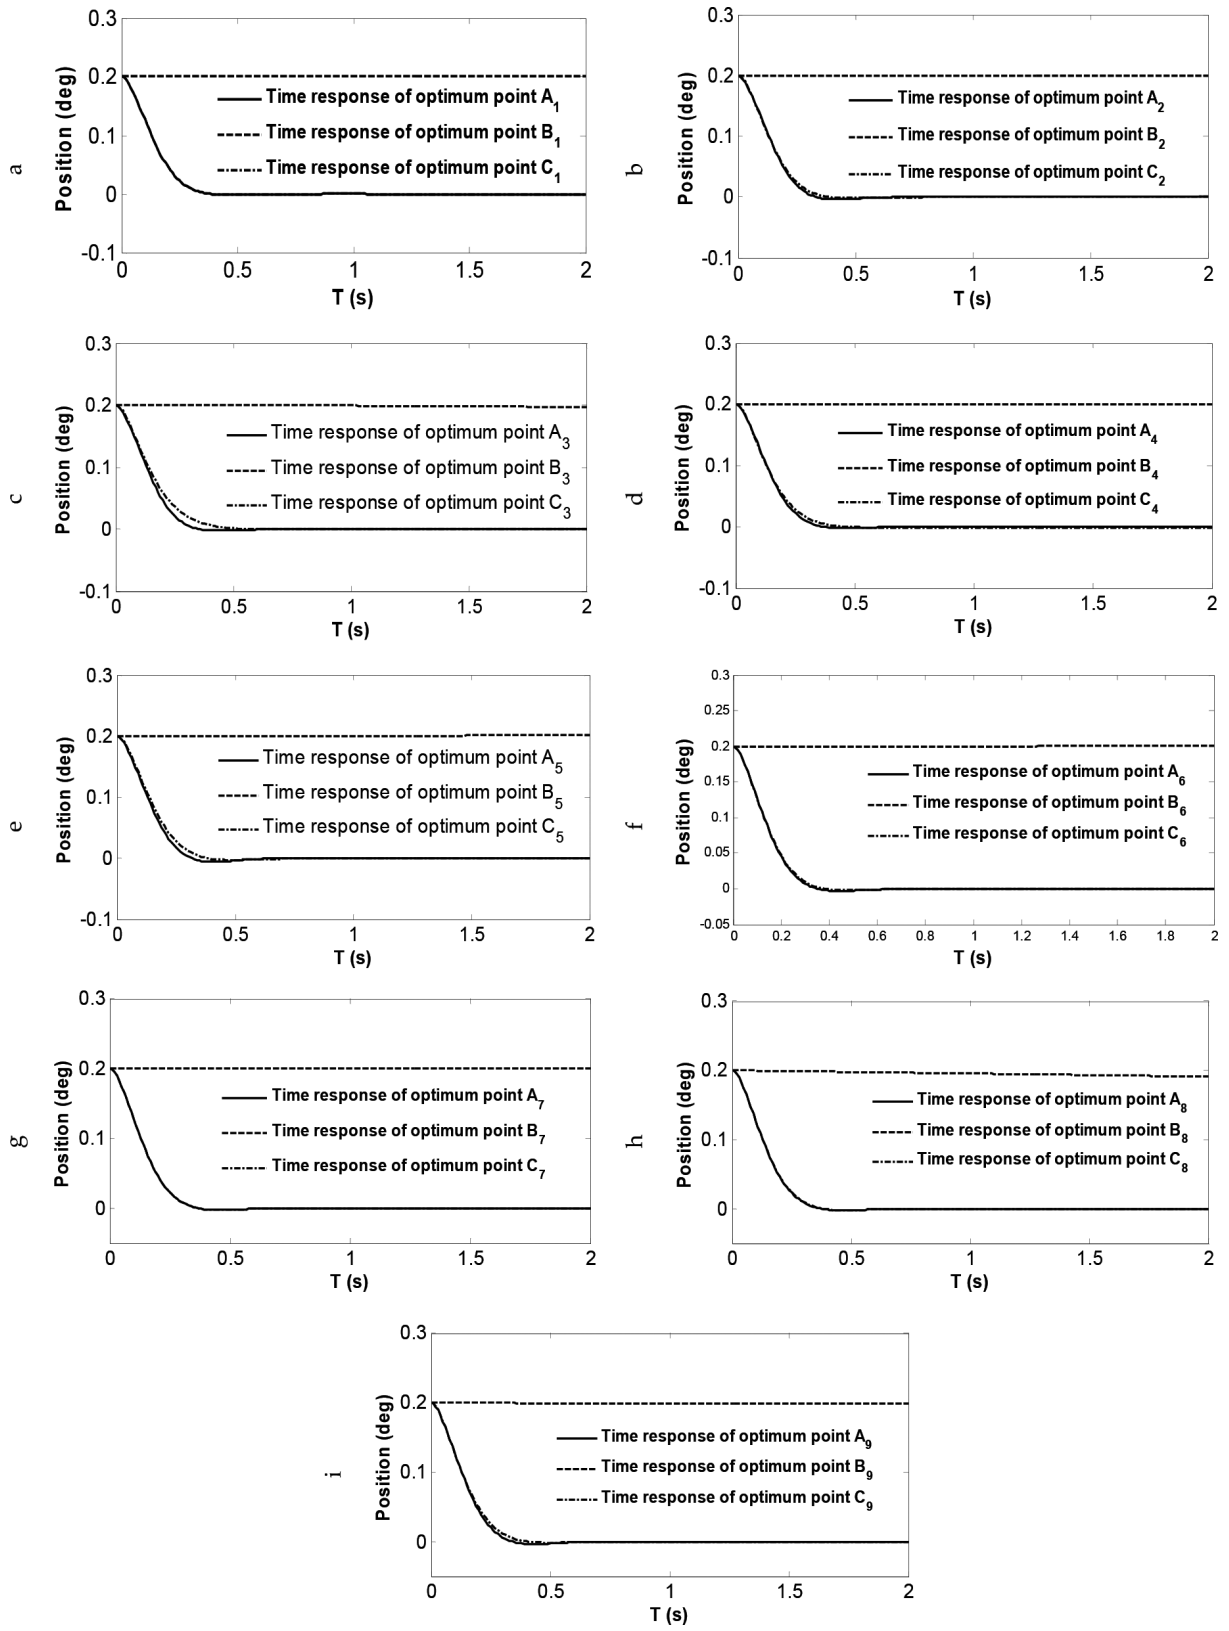 a
Position (deg)
0.3
0.2
0.1
0
-0.1
Time response of optimum point A1
Time response of optimum point B1
Time response of optimum point C1
0 0.5 1 1.5 2
T (s)
b
Position (deg)
0.3
0.2
0.1
0
-0.1
Time response of optimum point A2
Time response of optimum point B2
Time response of optimum point C2
0 0.5 1 1.5 2
T (s)
c
Position (deg)
0.3
0.2
0.1
0
-0.1
Time response of optimum point A3
Time response of optimum point B3
Time response of optimum point C3
0 0.5 1 1.5 2
T (s)
d
Position (deg)
0.3
0.2
0.1
0
-0.1
Time response of optimum point A4
Time response of optimum point B4
Time response of optimum point C4
0 0.5 1 1.5 2
T (s)
e
Position (deg)
0.3
0.2
0.1
0
-0.1
Time response of optimum point A5
Time response of optimum point B5
Time response of optimum point C5
0 0.5 1 1.5 2
T (s)
f
Position (deg)
0.3
0.25
0.2
0.15
0.1
0.05
0
-0.05
Time response of optimum point A6
Time response of optimum point B6
Time response of optimum point C6
0 0.2 0.4 0.6 0.8 1 1.2 1.4 1.6 1.8 2
T (s)
g
Position (deg)
0.3
0.2
0.1
0
Time response of optimum point A7
Time response of optimum point B7
Time response of optimum point C7
0 0.5 1 1.5 2
T (s)
h
Position (deg)
0.3
0.2
0.1
0
Time response of optimum point A8
Time response of optimum point B8
Time response of optimum point C8
0 0.5 1 1.5 2
T (s)
i
Position (deg)
0.3
0.2
0.1
0
Time response of optimum point A9
Time response of optimum point B9
Time response of optimum point C9
0 0.5 1 1.5 2
T (s)